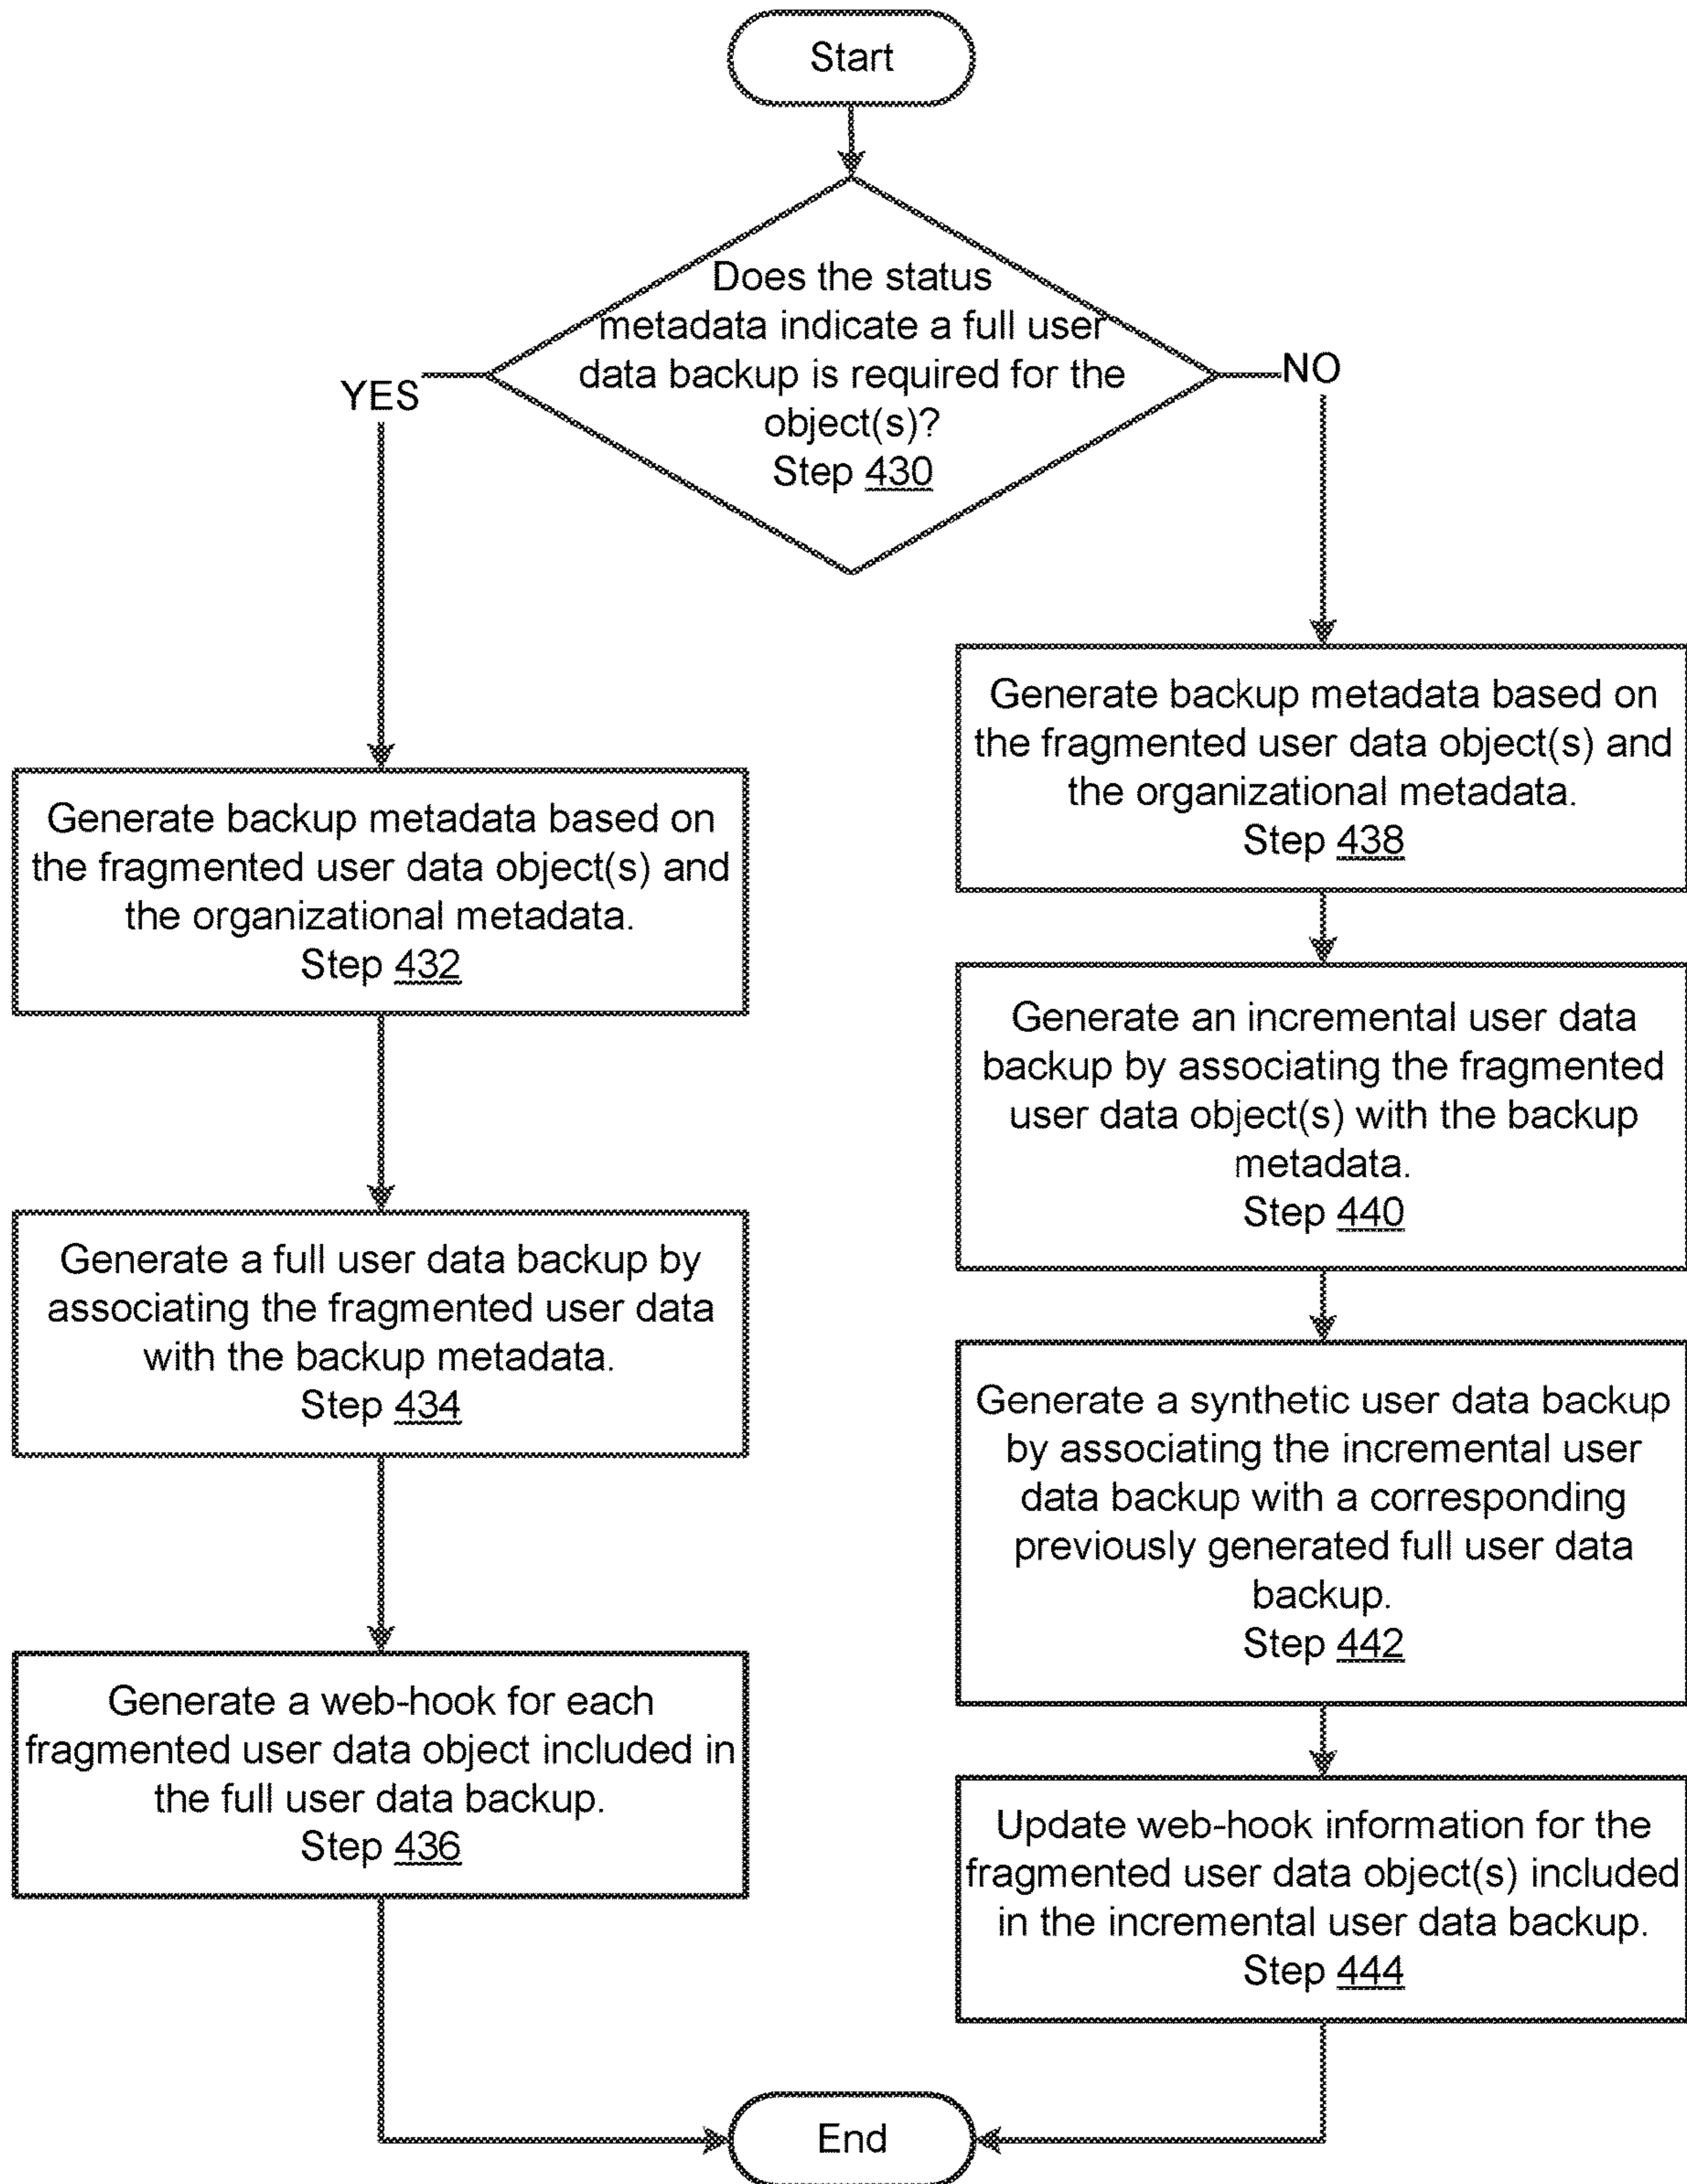 Start
Does the status
metadata indicate a full user
data backup is required for the
object(s)?
Step 430
YES
NO
Generate backup metadata based on
the fragmented user data object(s) and
the organizational metadata.
Step 432
Generate a full user data backup by
associating the fragmented user data
with the backup metadata.
Step 434
Generate a web-hook for each
fragmented user data object included in
the full user data backup.
Step 436
Generate backup metadata based on
the fragmented user data object(s) and
the organizational metadata.
Step 438
Generate an incremental user data
backup by associating the fragmented
user data object(s) with the backup
metadata.
Step 440
Generate a synthetic user data backup
by associating the incremental user
data backup with a corresponding
previously generated full user data
backup.
Step 442
Update web-hook information for the
fragmented user data object(s) included
in the incremental user data backup.
Step 444
End